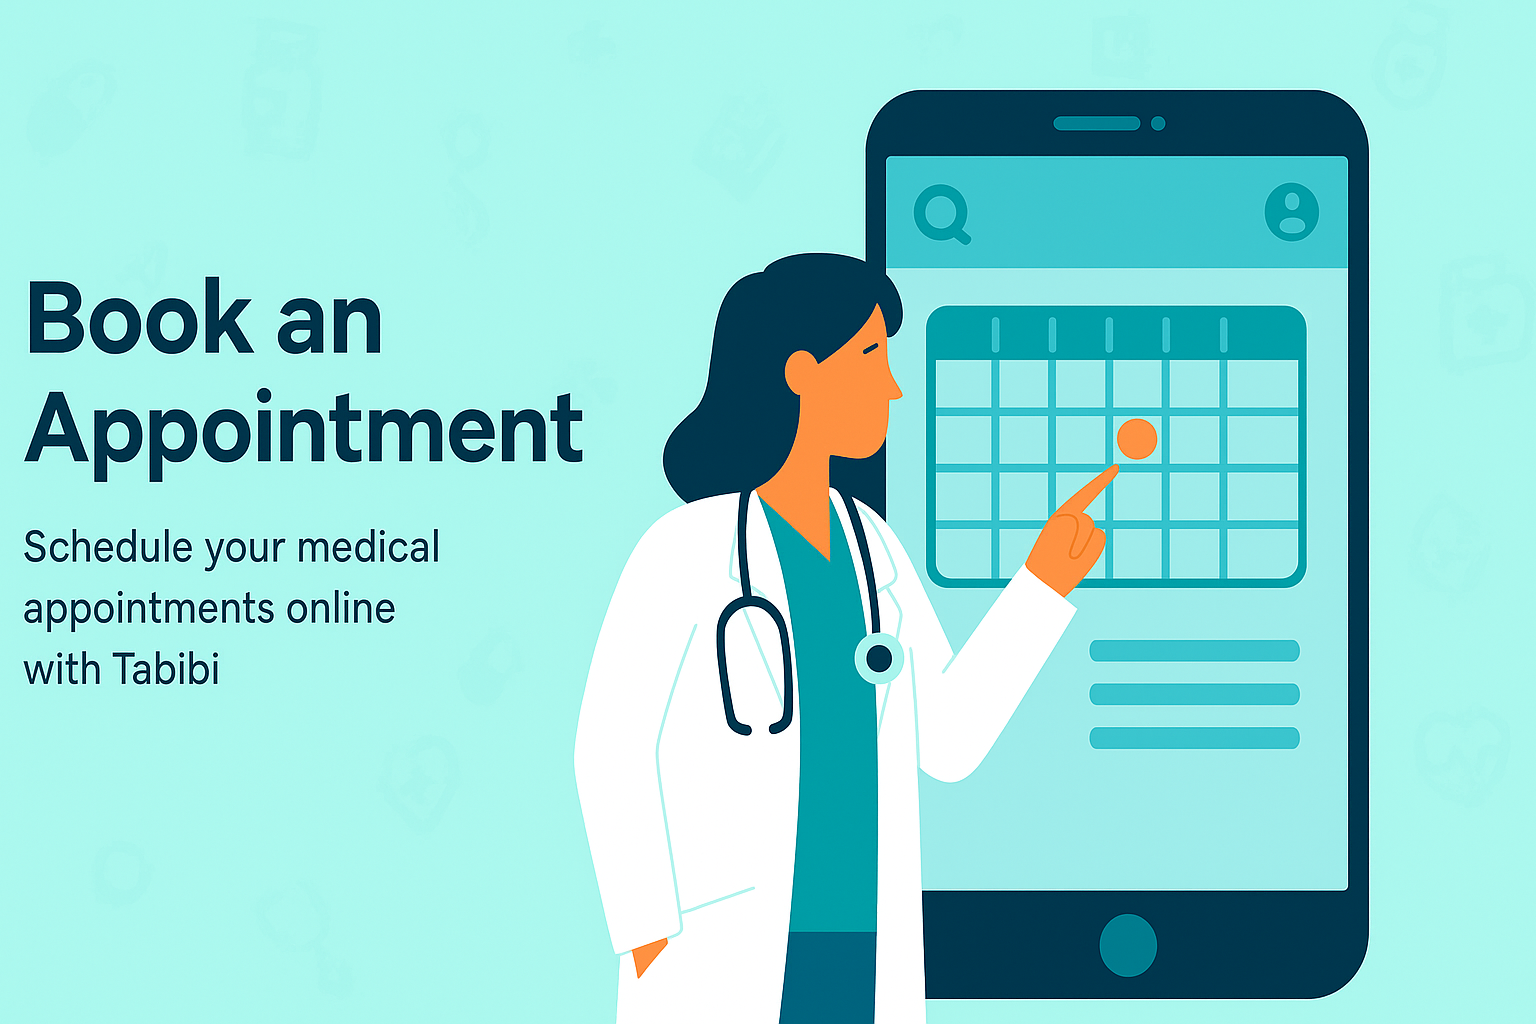 Book an
Appointment
Schedule your medical
appointments online
with Tabibi